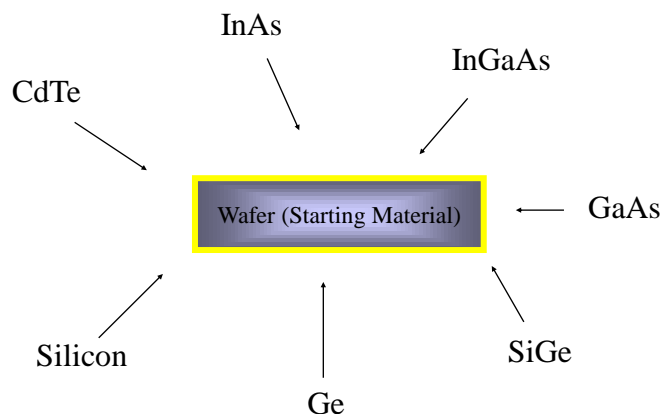 InAs
InGaAs
CdTe
Wafer (Starting Material)
GaAs
Silicon
SiGe
Ge